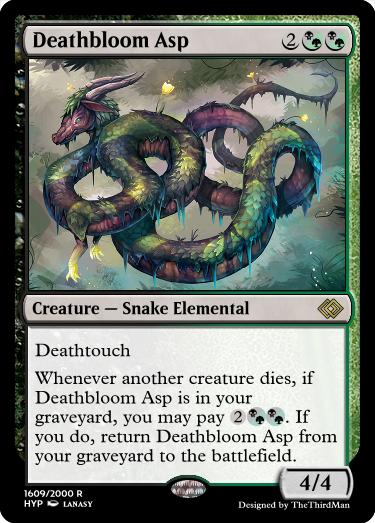 Deathbloom Asp 2
Creature — Snake Elemental
Deathtouch
Whenever another creature dies, if
Deathbloom Asp is in your
graveyard, you may pay 2. If
you do, return Deathbloom Asp from
your graveyard to the battlefield.
4/4
1609/2000 R
HYP LANASY
Designed by TheThirdMan